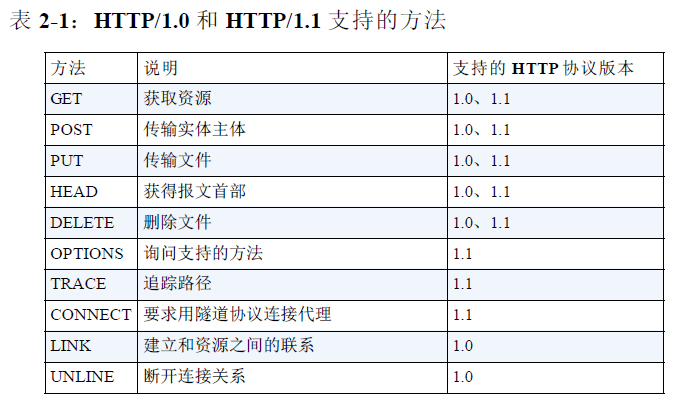 表 2-1：HTTP/1.0 和 HTTP/1.1 支持的方法
方法 说明 支持的 HTTP 协议版本
GET 获取资源 1.0、1.1
POST 传输实体主体 1.0、1.1
PUT 传输文件 1.0、1.1
HEAD 获得报文首部 1.0、1.1
DELETE 删除文件 1.0、1.1
OPTIONS 询问支持的方法 1.1
TRACE 追踪路径 1.1
CONNECT 要求用隧道协议连接代理 1.1
LINK 建立和资源之间的联系 1.0
UNLINE 断开连接关系 1.0